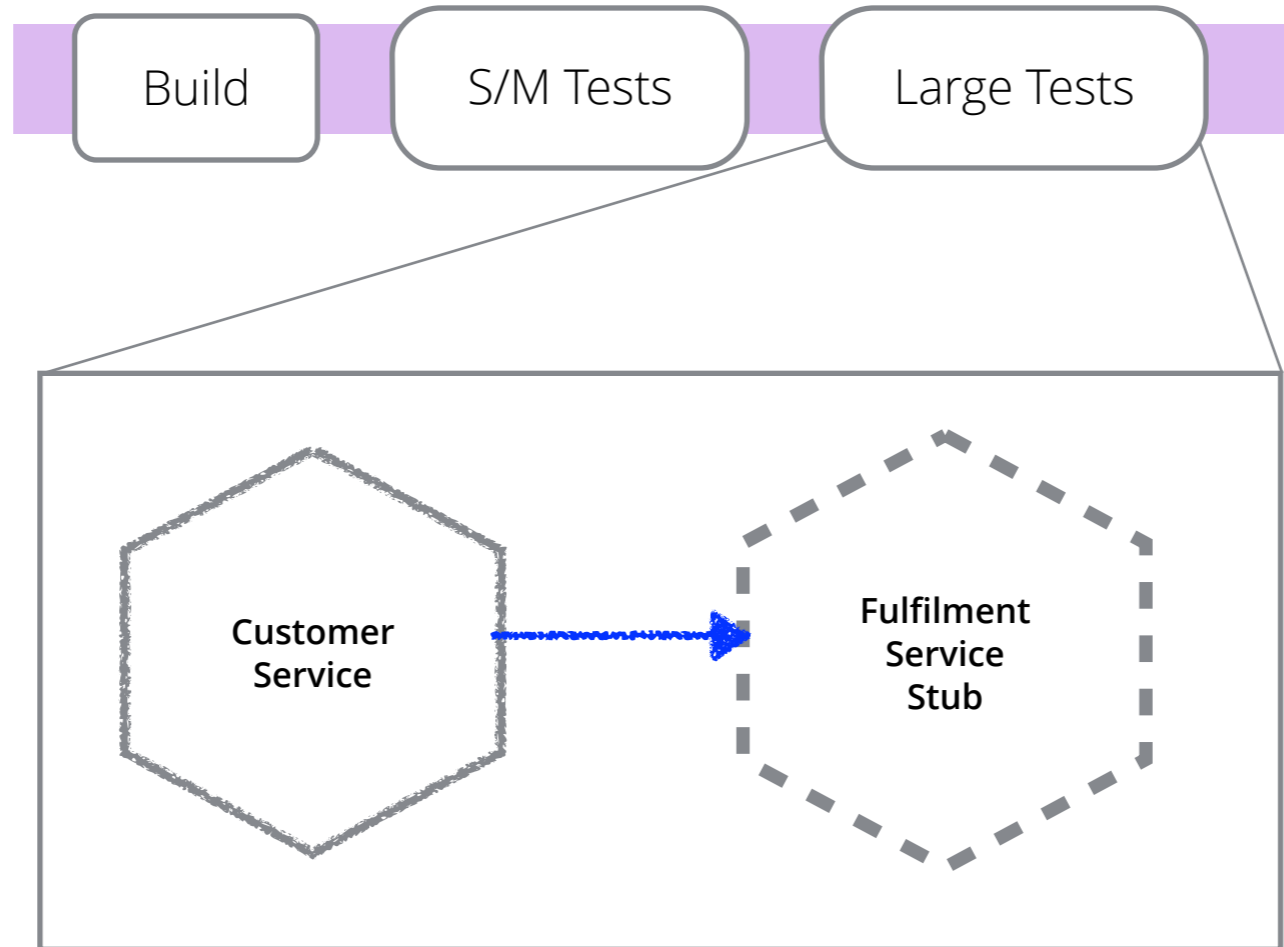 Build
S/M Tests
Large Tests
Customer
Service
Fulfilment
Service
Stub